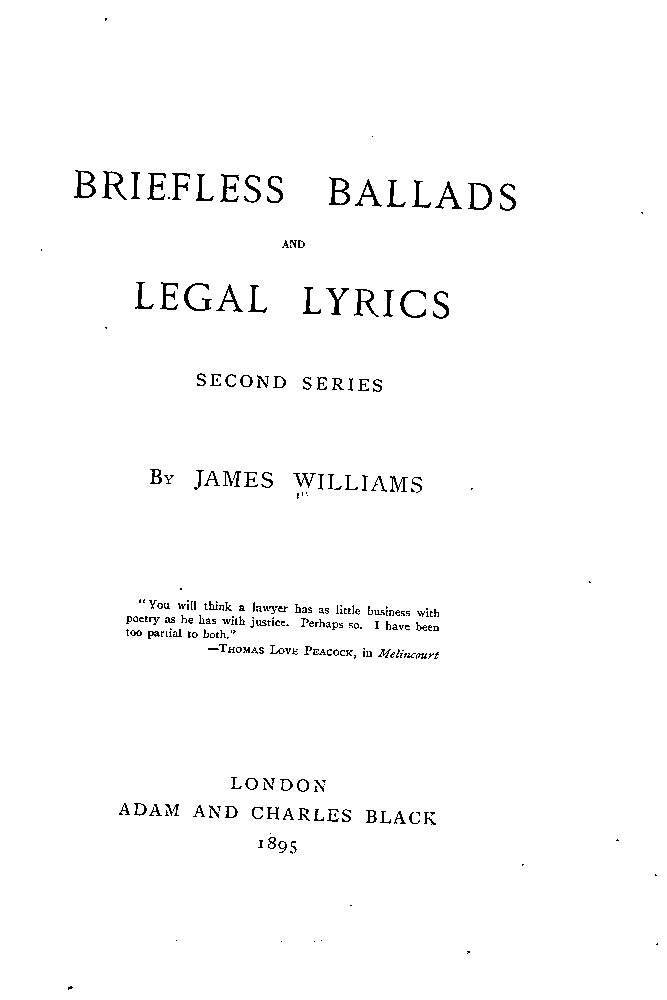 BRIEFLESS BALLADS
AND
LEGAL LYRICS
SECOND SERIES
BY JAMES WILLIAMS
"You will think a lawyer has as little business with
poetry as he has with justice. Perhaps so. I have been
too partial to both."
—THOMAS LOVE PEACOCK, in Melincourt
LONDON
ADAM AND CHARLES BLACK
1895